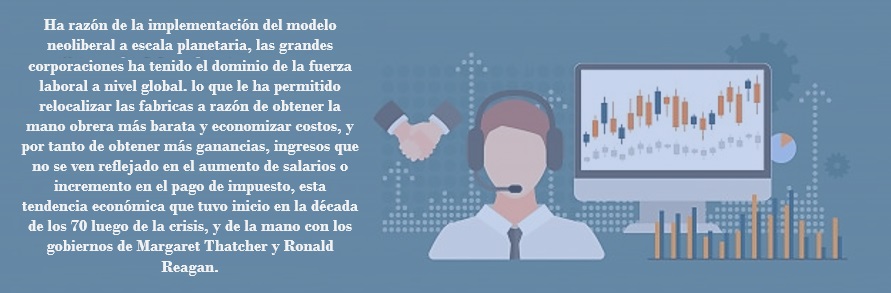 Ha razón de la implementación del modelo
neoliberal a escala planetaria, las grandes
corporaciones ha tenido el dominio de la fuerza
laboral a nivel global. lo que le ha permitido
relocalizar las fabricas a razón de obtener la
mano obrera más barata y economizar costos, y
por tanto de obtener más ganancias, ingresos que
no se ven reflejado en el aumento de salarios o
incremento en el pago de impuesto, esta
tendencia económica que tuvo inicio en la década
de los 70 luego de la crisis, y de la mano con los
gobiernos de Margaret Thatcher y Ronald
Reagan.